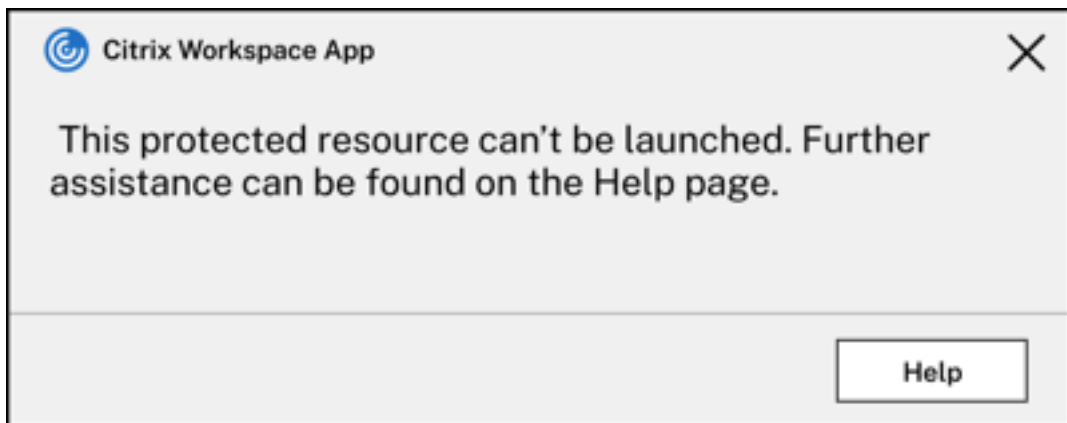 Citrix Workspace App
This protected resource can't be launched. Further
assistance can be found on the Help page.
Help